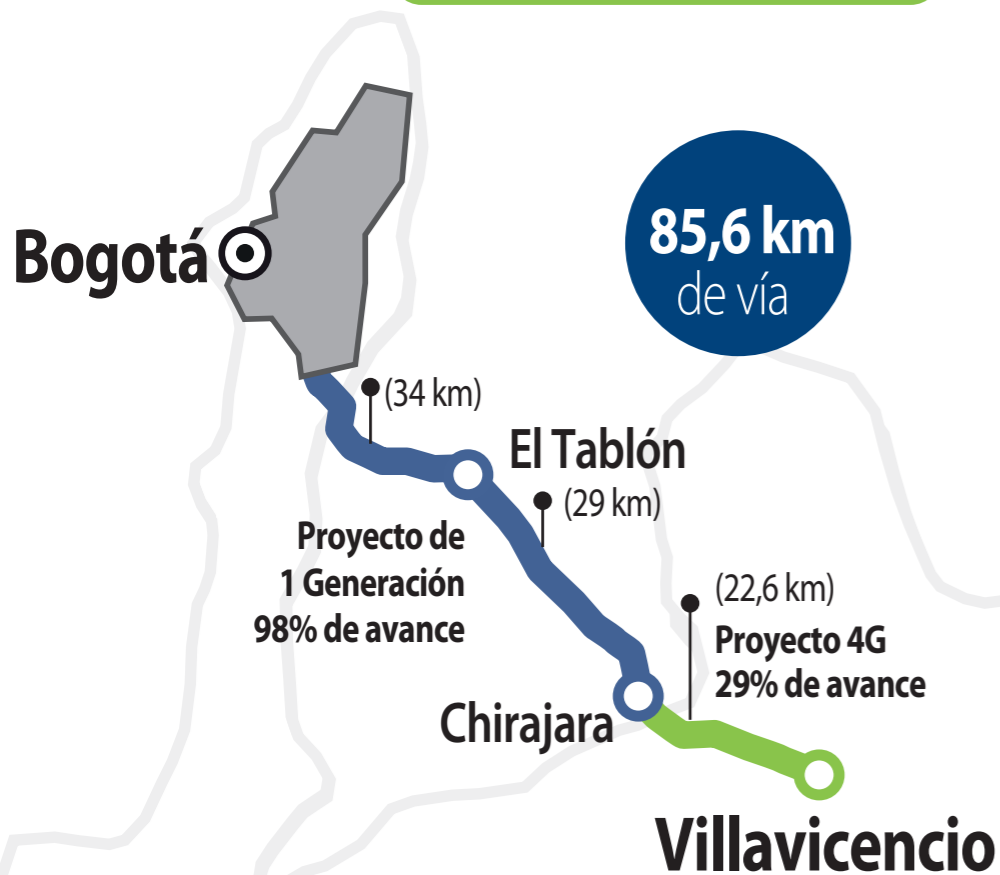 85,6 km
de vía
Bogotá
(34 km)
El Tablón
(29 km)
Proyecto de
1 Generación
98% de avance
(22,6 km)
Proyecto 4G
29% de avance
Chirajara
Villavicencio